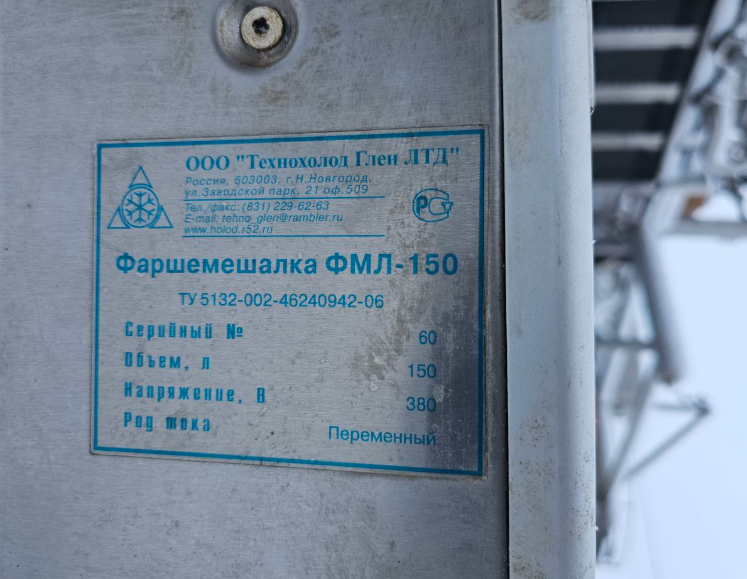 ООО "Технохолод Глен ЛТД"
Россия, 603003, г.Н.Новгород,
ул.Заводской парк, 21 оф.509
Тел./факс: (831) 229-62-63
E-mail: tehno_glen@rambler.ru
www.holod.r52.ru
РСТ
Фаршемешалка ФМЛ-150
ТУ 5132-002-46240942-06
Серийный № 60
Объем, л 150
Напряжение, В 380
Род тока Переменный